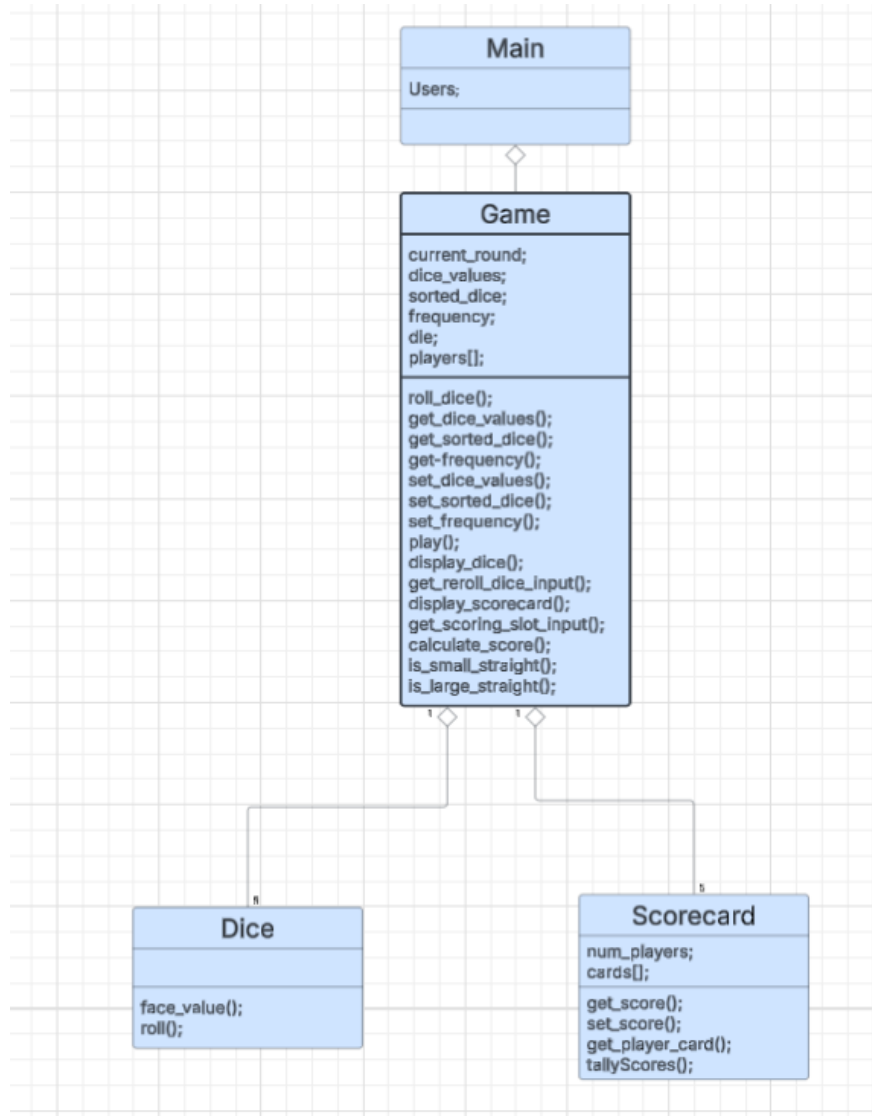 Main
Users;
Game
current_round;
dice_values;
sorted_dice;
frequency;
die;
players[];
roll_dice();
get_dice_values();
get_sorted_dice();
get-frequency();
set_dice_values();
set_sorted_dice();
set_frequency();
play();
display_dice();
get_reroll_dice_input();
display_scorecard();
get_scoring_slot_input();
calculate_score();
is_small_straight();
is_large_straight();
1
1
5
Dice
face_value();
roll();
Scorecard
num_players;
cards[];
get_score();
set_score();
get_player_card();
tallyScores();